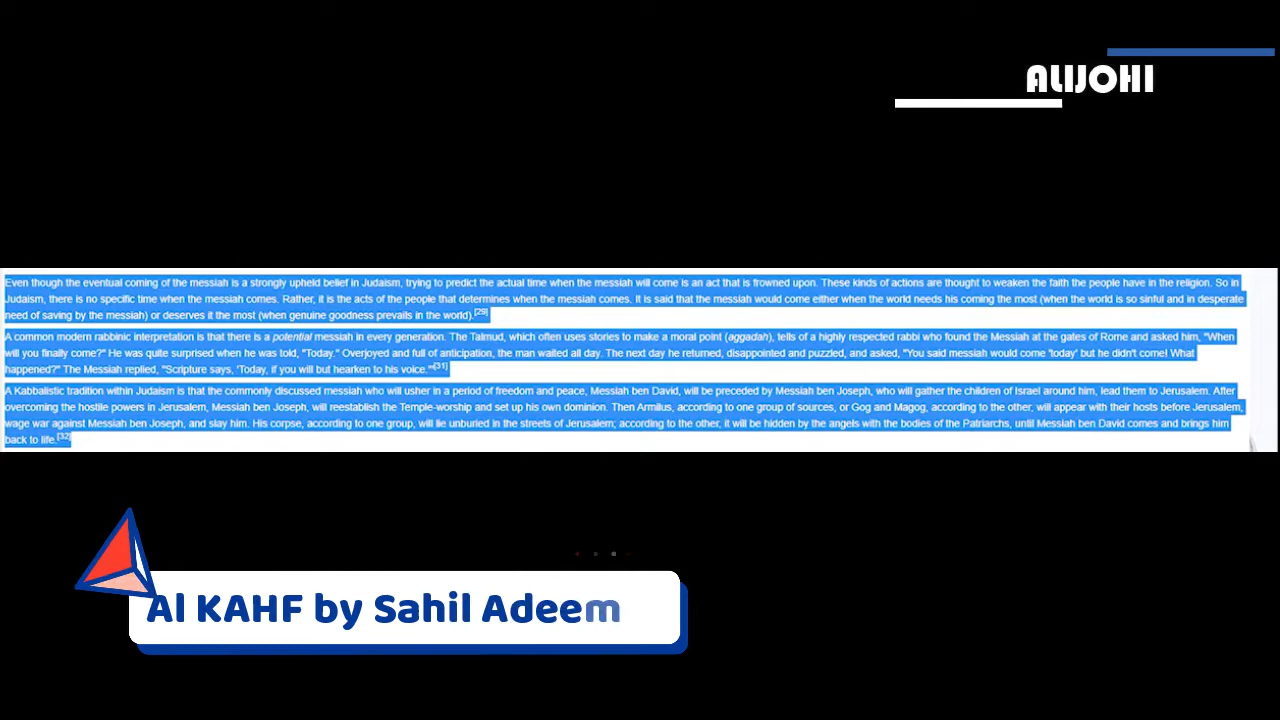 ALIJOHI
Even though the eventual coming of the messiah is a strongly upheld belief in Judaism, trying to predict the actual time when the messiah will come is an act that is frowned upon. These kinds of actions are thought to weaken the faith the people have in the religion. So in
Judaism, there is no specific time when the messiah comes. Rather, it is the acts of the people that determines when the messiah comes. It is said that the messiah would come either when the world needs his coming the most (when the world is so sinful and in desperate
need of saving by the messiah) or deserves it the most (when genuine goodness prevails in the world).[29]
A common modern rabbinic interpretation is that there is a potential messiah in every generation. The Talmud, which often uses stories to make a moral point (aggadah), tells of a highly respected rabbi who found the Messiah at the gates of Rome and asked him, "When
will you finally come?" He was quite surprised when he was told, "Today." Overjoyed and full of anticipation, the man waited all day. The next day he returned, disappointed and puzzled, and asked, "You said messiah would come 'today' but he didn't come! What
happened?" The Messiah replied, "Scripture says, 'Today, if you will but hearken to his voice.'"[31]
A Kabbalistic tradition within Judaism is that the commonly discussed messiah who will usher in a period of freedom and peace, Messiah ben David, will be preceded by Messiah ben Joseph, who will gather the children of Israel around him, lead them to Jerusalem. After
overcoming the hostile powers in Jerusalem, Messiah ben Joseph, will reestablish the Temple-worship and set up his own dominion. Then Armilus, according to one group of sources, or Gog and Magog, according to the other, will appear with their hosts before Jerusalem,
wage war against Messiah ben Joseph, and slay him. His corpse, according to one group, will lie unburied in the streets of Jerusalem; according to the other, it will be hidden by the angels with the bodies of the Patriarchs, until Messiah ben David comes and brings him
back to life.[32]
Al KAHF by Sahil Adeem